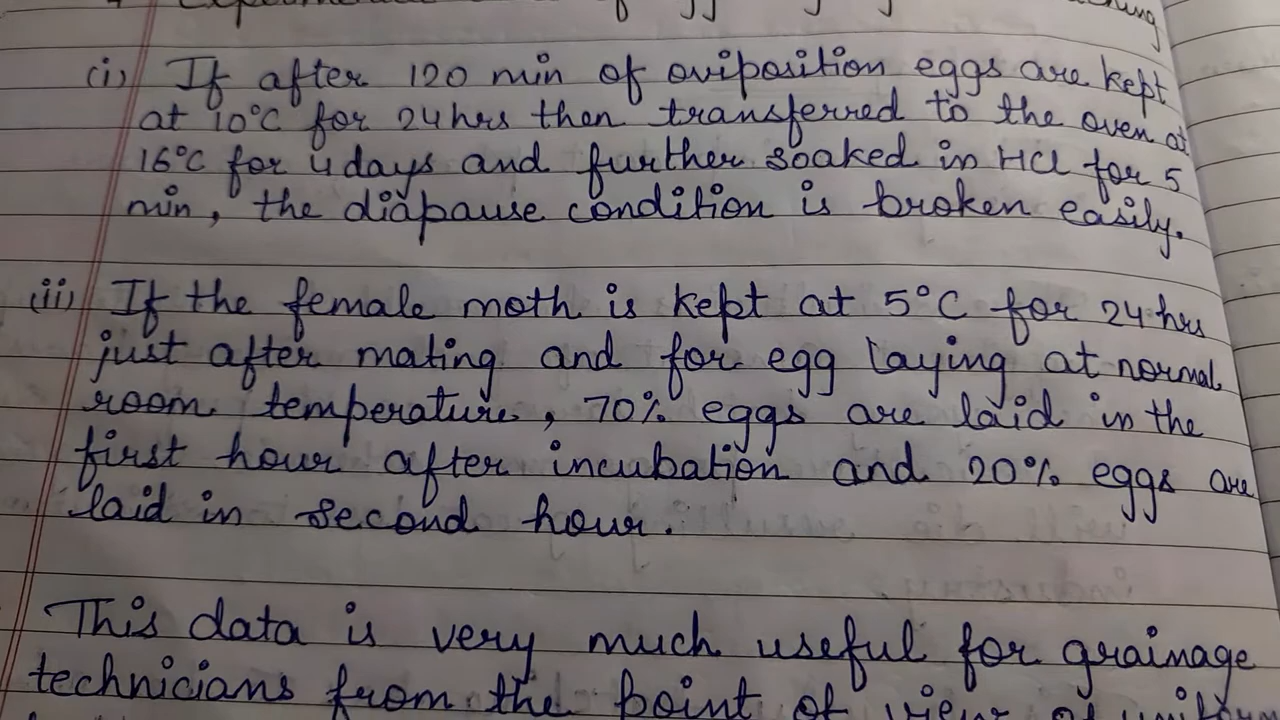 (i) If after 120 min of oviposition eggs are kept
at 10°C for 24hrs then transferred to the oven at
16°C for 4 days and further soaked in HCl for 5
min, the diapause condition is broken easily.
(ii) If the female moth is kept at 5°C for 24hrs
just after mating and for egg laying at normal
room temperature, 70% eggs are laid in the
first hour after incubation and 20% eggs are
laid in second hour.
This data is very much useful for grainage
technicians from the point of view of